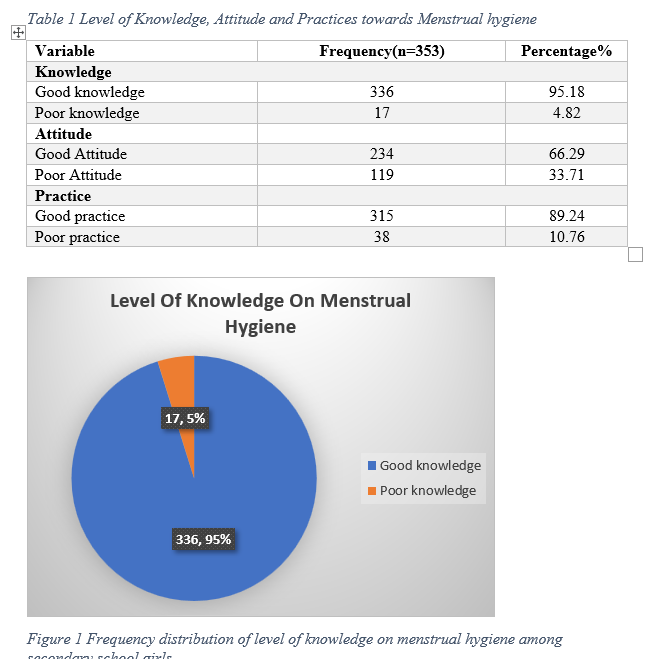 Table 1 Level of Knowledge, Attitude and Practices towards Menstrual hygiene
Variable Frequency(n=353) Percentage%
Knowledge
Good knowledge 336 95.18
Poor knowledge 17 4.82
Attitude
Good Attitude 234 66.29
Poor Attitude 119 33.71
Practice
Good practice 315 89.24
Poor practice 38 10.76
Level Of Knowledge On Menstrual
Hygiene
17, 5%
336, 95%
Good knowledge
Poor knowledge
Figure 1 Frequency distribution of level of knowledge on menstrual hygiene among
secondary school girls